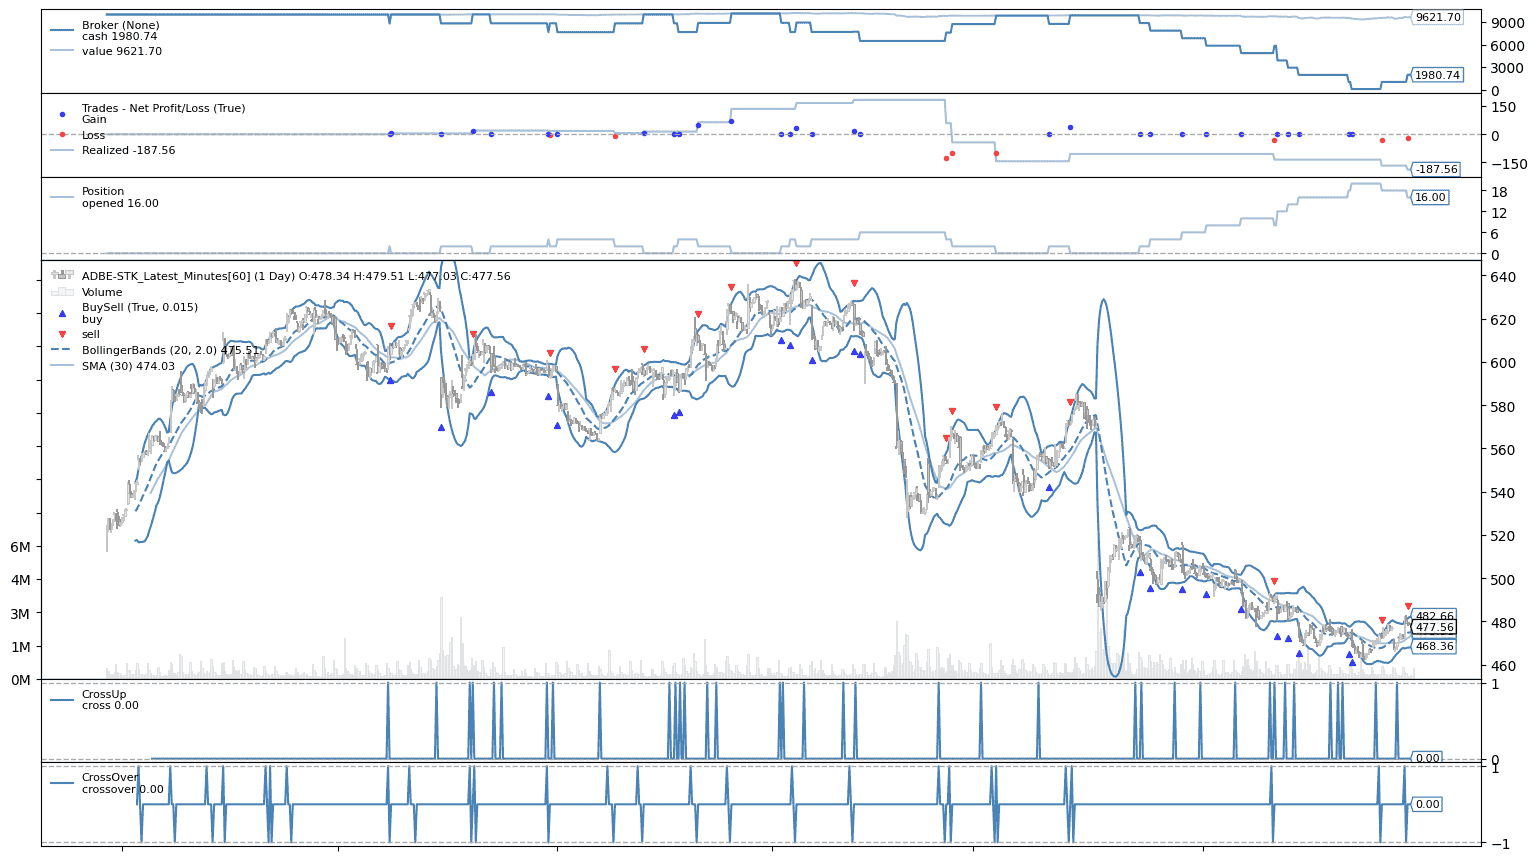 Broker (None)
cash 1980.74
value 9621.70
9621.70
9000
6000
3000
1980.74
0
Trades - Net Profit/Loss (True)
Gain
Loss
Realized -187.56
150
0
−150
-187.56
Position
opened 16.00
18
16.00
12
6
0
ADBE-STK_Latest_Minutes[60] (1 Day) O:478.34 H:479.51 L:477.03 C:477.56
Volume
BuySell (True, 0.015)
buy
sell
BollingerBands (20, 2.0) 475.51
SMA (30) 474.03
640
620
600
580
560
540
520
500
480
460
482.66
477.56
468.36
6M
4M
3M
1M
0M
CrossUp
cross 0.00
1
0
0.00
CrossOver
crossover 0.00
1
0.00
−1